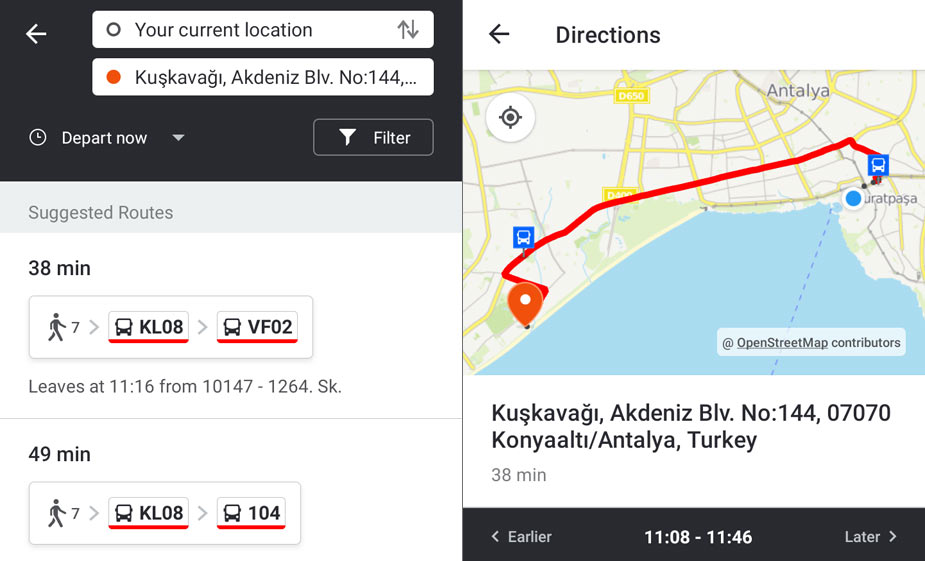 Your current location
Kuşkavağı, Akdeniz Blv. No:144,...
Depart now
Filter
Suggested Routes
38 min
7 KL08 VF02
Leaves at 11:16 from 10147 - 1264. Sk.
49 min
7 KL08 104
Directions
D650
Antalya
D400
uratpaşa
@ OpenStreetMap contributors
Kuşkavağı, Akdeniz Blv. No:144, 07070
Konyaaltı/Antalya, Turkey
38 min
Earlier 11:08 - 11:46 Later